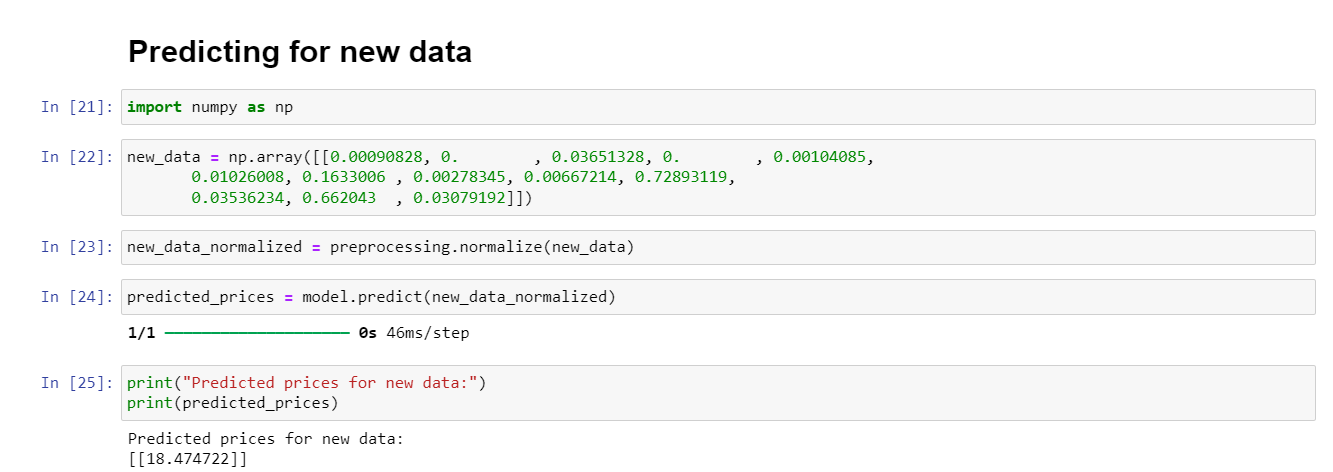 Predicting for new data
In [21]: import numpy as np
In [22]: new_data = np.array([[0.00090828, 0.        , 0.03651328, 0.        , 0.00104085,
       0.01026008, 0.1633006 , 0.00278345, 0.00667214, 0.72893119,
       0.03536234, 0.662043  , 0.03079192]])
In [23]: new_data_normalized = preprocessing.normalize(new_data)
In [24]: predicted_prices = model.predict(new_data_normalized)
1/1 ━━━━━━━━━━━━━━━━━━━━ 0s 46ms/step
In [25]: print("Predicted prices for new data:")
print(predicted_prices)
Predicted prices for new data:
[[18.474722]]